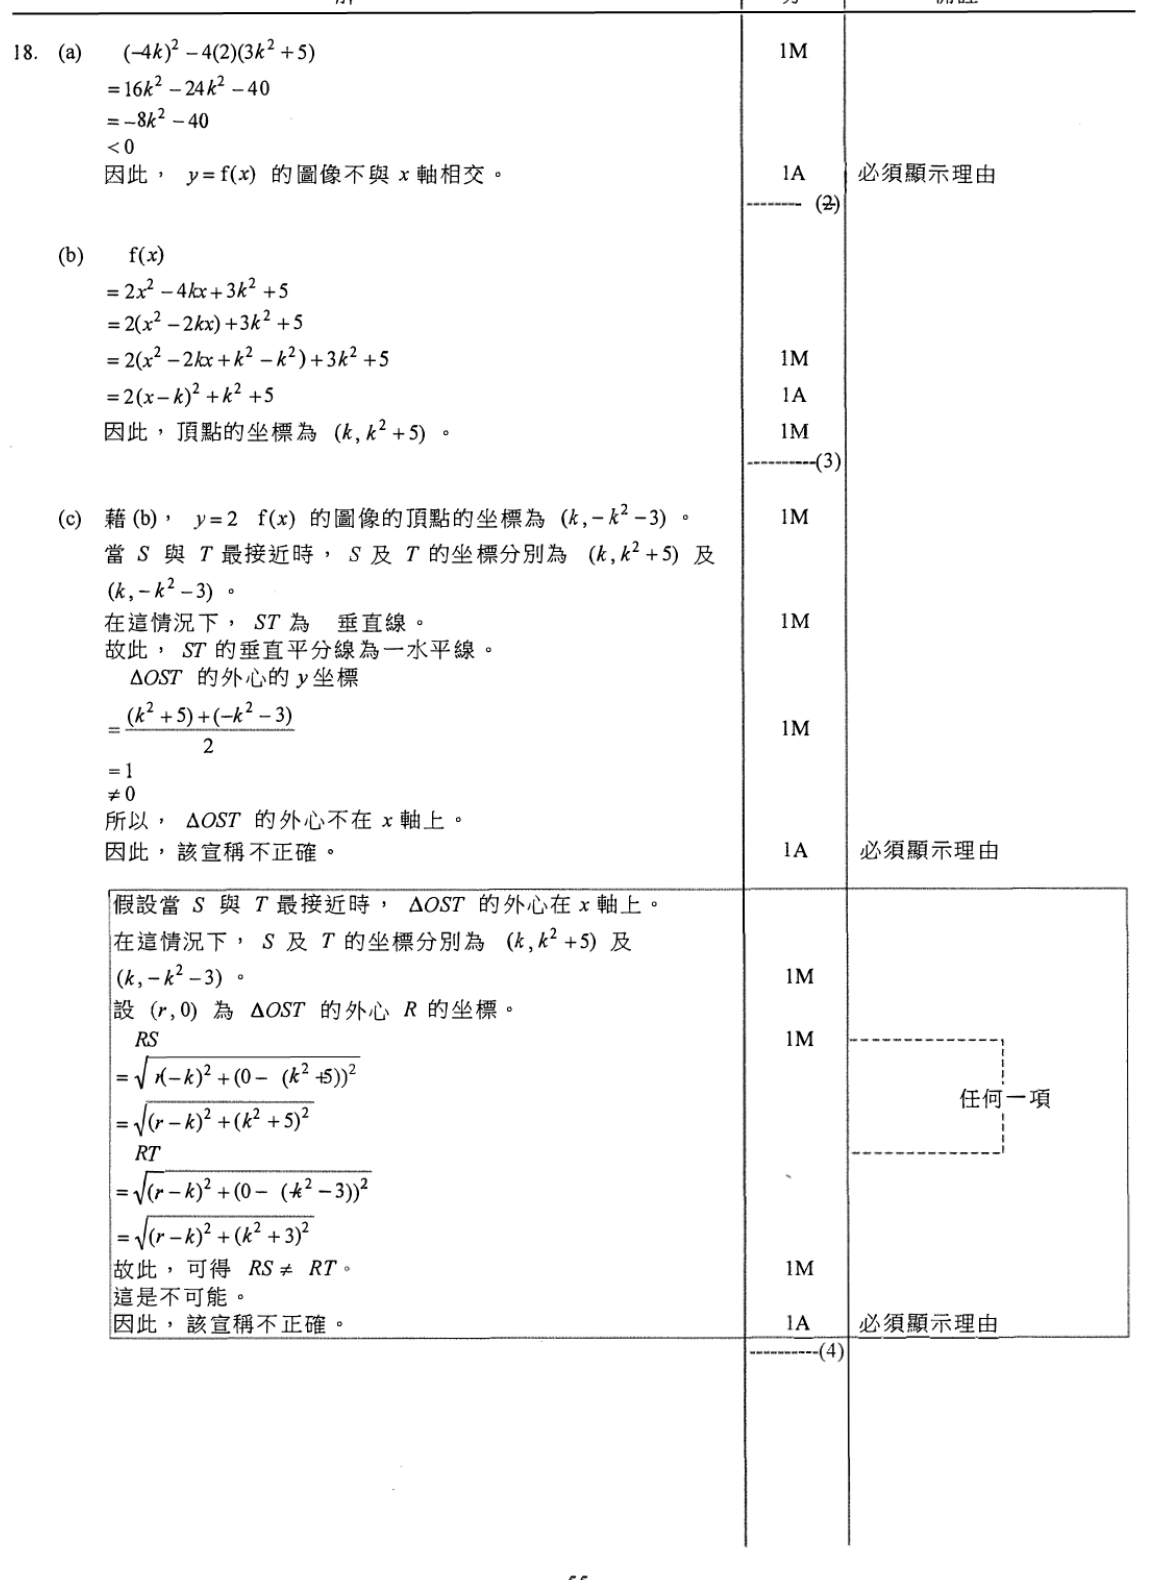 18. (a) (-4k)² - 4(2)(3k² + 5) 1M
= 16k² - 24k² - 40
= -8k² - 40
< 0
因此， y = f(x) 的圖像不與 x 軸相交。 1A 必須顯示理由
-------- (2)
(b) f(x)
= 2x² - 4kx + 3k² + 5
= 2(x² - 2kx) + 3k² + 5
= 2(x² - 2kx + k² - k²) + 3k² + 5 1M
= 2(x - k)² + k² + 5 1A
因此，頂點的坐標為 (k, k² + 5) 。 1M
-----------(3)
(c) 藉 (b)， y = 2 f(x) 的圖像的頂點的坐標為 (k, -k² - 3) 。 1M
當 S 與 T 最接近時， S 及 T 的坐標分別為 (k, k² + 5) 及
(k, -k² - 3) 。
在這情況下， ST 為 垂直線。 1M
故此， ST 的垂直平分線為一水平線。
ΔOST 的外心的 y 坐標
= ((k² + 5) + (-k² - 3))/2 1M
= 1
≠ 0
所以， ΔOST 的外心不在 x 軸上。
因此，該宣稱不正確。 1A 必須顯示理由
假設當 S 與 T 最接近時， ΔOST 的外心在 x 軸上。
在這情況下， S 及 T 的坐標分別為 (k, k² + 5) 及
(k, -k² - 3) 。 1M
設 (r, 0) 為 ΔOST 的外心 R 的坐標。
RS 1M
= √(r(-k)² + (0 - (k² + 5))²)
任何一項
= √((r - k)² + (k² + 5)²)
RT
= √((r - k)² + (0 - (-k² - 3))²)
= √((r - k)² + (k² + 3)²)
故此，可得 RS ≠ RT。 1M
這是不可能。
因此，該宣稱不正確。 1A 必須顯示理由
-----------(4)